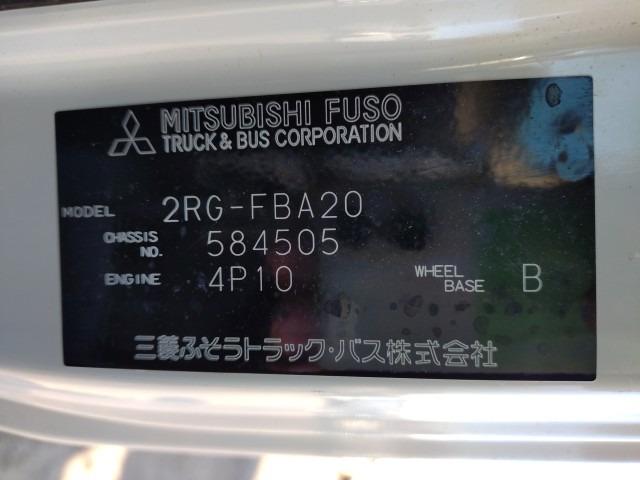 MITSUBISHI FUSO
TRUCK & BUS CORPORATION
MODEL 2RG-FBA20
CHASSIS NO. 584505
ENGINE 4P10 WHEEL BASE B
三菱ふそうトラック・バス株式会社